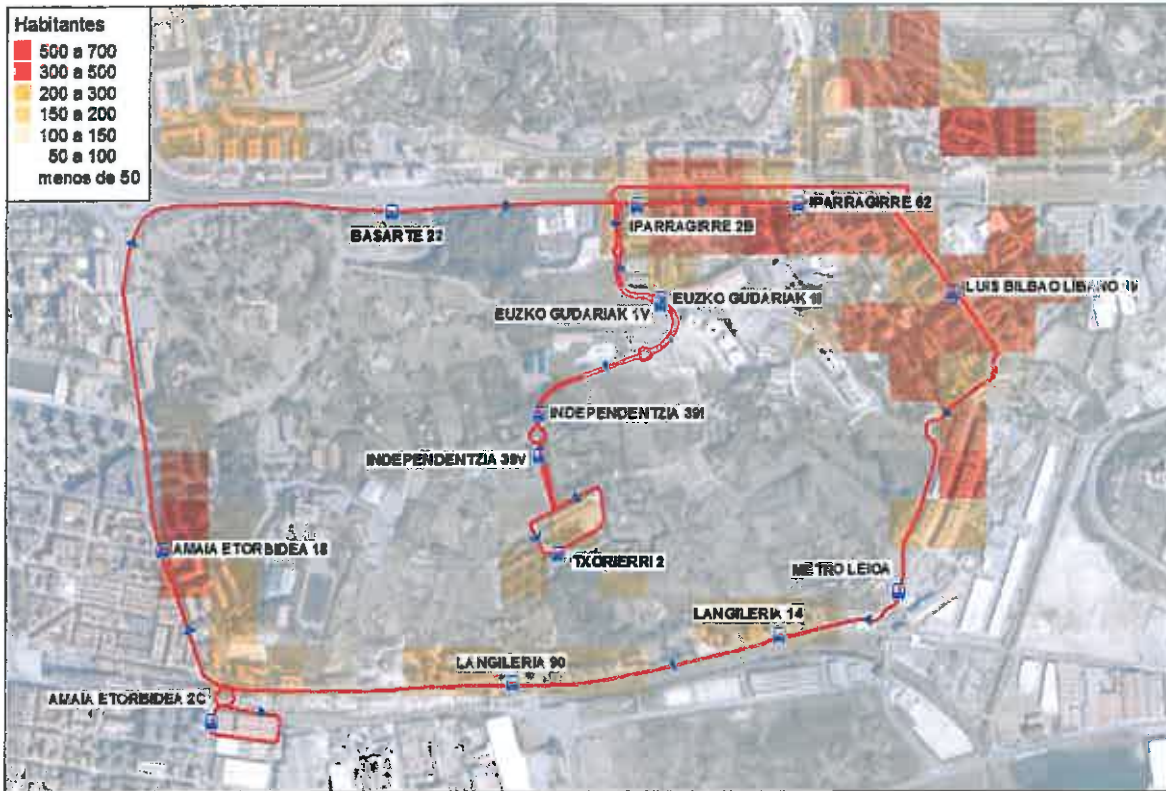 Habitantes
500 a 700
300 a 500
200 a 300
150 a 200
100 a 150
50 a 100
menos de 50
IPARRAGIRRE 62
BASARTE 22
IPARRAGIRRE 2B
LUIS BILBAO LIBANO
EUZKO GUDARIAK
EUZKO GUDARIAK 1V
INDEPENDENTZIA 39I
INDEPENDENTZIA 39V
AMAIA ETORBIDEA 18
TXORIERRI 2
METRO LEIOA
LANGILERIA 14
LANGILERIA 90
AMAIA ETORBIDEA 2C